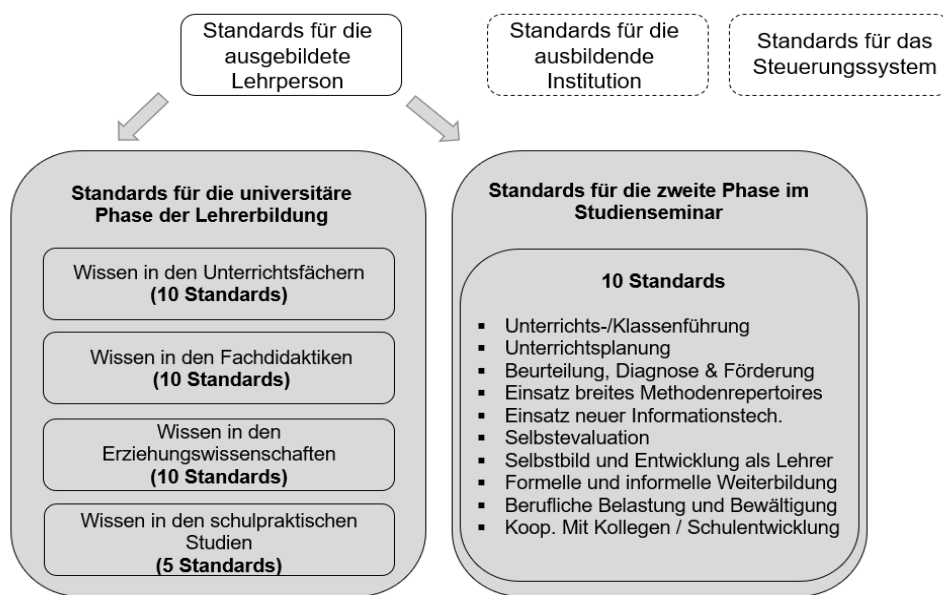 Standards für die
ausgebildete
Lehrperson
Standards für die
ausbildende
Institution
Standards für das
Steuerungssystem
Standards für die universitäre
Phase der Lehrerbildung
Wissen in den Unterrichtsfächern
(10 Standards)
Wissen in den Fachdidaktiken
(10 Standards)
Wissen in den
Erziehungswissenschaften
(10 Standards)
Wissen in den schulpraktischen
Studien
(5 Standards)
Standards für die zweite Phase im
Studienseminar
10 Standards
▪ Unterrichts-/Klassenführung
▪ Unterrichtsplanung
▪ Beurteilung, Diagnose & Förderung
▪ Einsatz breites Methodenrepertoires
▪ Einsatz neuer Informationstech.
▪ Selbstevaluation
▪ Selbstbild und Entwicklung als Lehrer
▪ Formelle und informelle Weiterbildung
▪ Berufliche Belastung und Bewältigung
▪ Koop. Mit Kollegen / Schulentwicklung